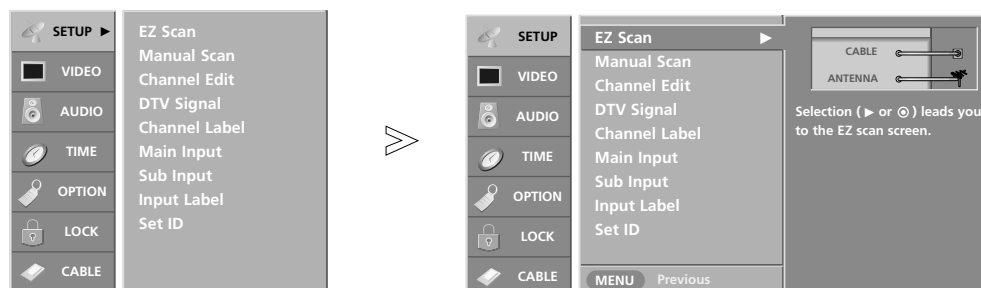 SETUP ►
VIDEO
AUDIO
TIME
OPTION
LOCK
CABLE
EZ Scan
Manual Scan
Channel Edit
DTV Signal
Channel Label
Main Input
Sub Input
Input Label
Set ID
SETUP
VIDEO
AUDIO
TIME
OPTION
LOCK
CABLE
EZ Scan ►
Manual Scan
Channel Edit
DTV Signal
Channel Label
Main Input
Sub Input
Input Label
Set ID
MENU Previous
CABLE
ANTENNA
Selection ( ► or ⊙ ) leads you
to the EZ scan screen.